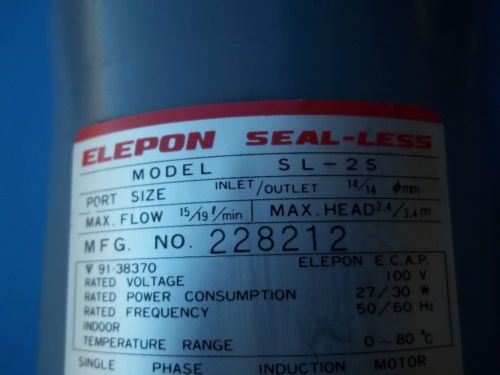 ELEPON SEAL-LESS
MODEL SL-2S
PORT SIZE INLET/OUTLET 14/14 φmm
MAX. FLOW 15/19 ℓ/min MAX. HEAD 2.4/3.4 m
MFG. NO. 228212
91-38370 ELEPON E.C.A.P.
RATED VOLTAGE 100 V
RATED POWER CONSUMPTION 27/30 W
RATED FREQUENCY 50/60 Hz
INDOOR
TEMPERATURE RANGE 0~80 ℃
SINGLE PHASE INDUCTION MOTOR